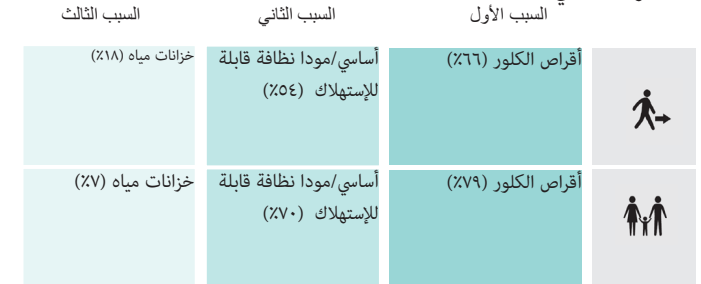 السبب الأول
السبب الثاني
السبب الثالث
أقراص الكلور (٦٦٪)
أساسي/مودا نظافة قابلة
للإستهلاك (٥٤٪)
خزانات مياه (١٨٪)
أقراص الكلور (٧٩٪)
أساسي/مودا نظافة قابلة
للإستهلاك (٧٠٪)
خزانات مياه (٧٪)